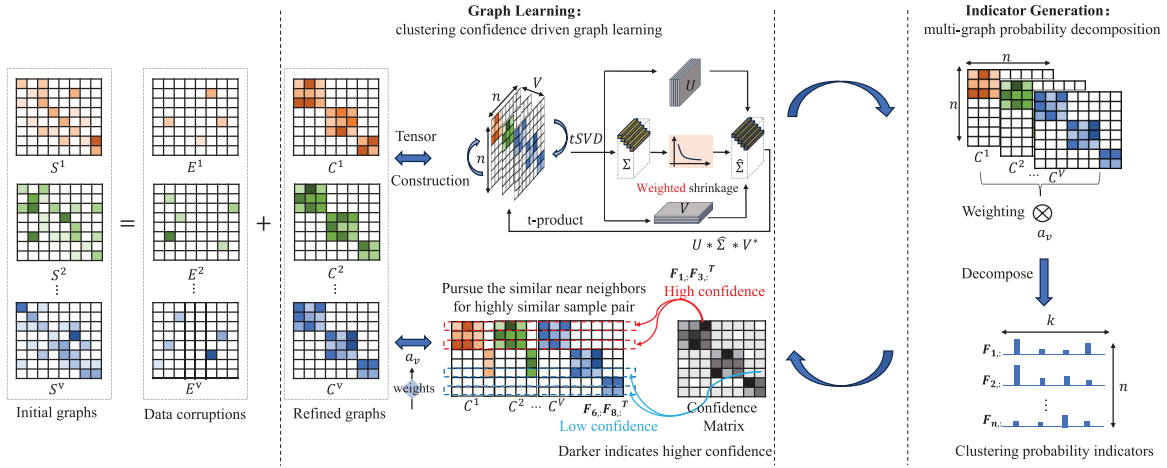 Graph Learning:
clustering confidence driven graph learning
Indicator Generation:
multi-graph probability decomposition
S¹
S²
⋮
Sᵛ
Initial graphs
=
E¹
E²
⋮
Eᵛ
Data corruptions
+
C¹
C²
⋮
Cᵛ
Refined graphs
Tensor
Construction
n
V
n
tSVD
U
Σ
Σ̂
Weighted shrinkage
V
t-product
U * Σ̂ * V*
Pursue the similar near neighbors
for highly similar sample pair
F₁,:F₃,:ᵀ
High confidence
aᵥ
weights
C¹ C² ... Cⱽ
F₆,:F₈,:ᵀ
Low confidence
Confidence
Matrix
Darker indicates higher confidence
n
n
C¹
C²
... Cⱽ
Weighting ⊗
aᵥ
Decompose
k
F₁,:
F₂,:
⋮
Fₙ,:
n
Clustering probability indicators